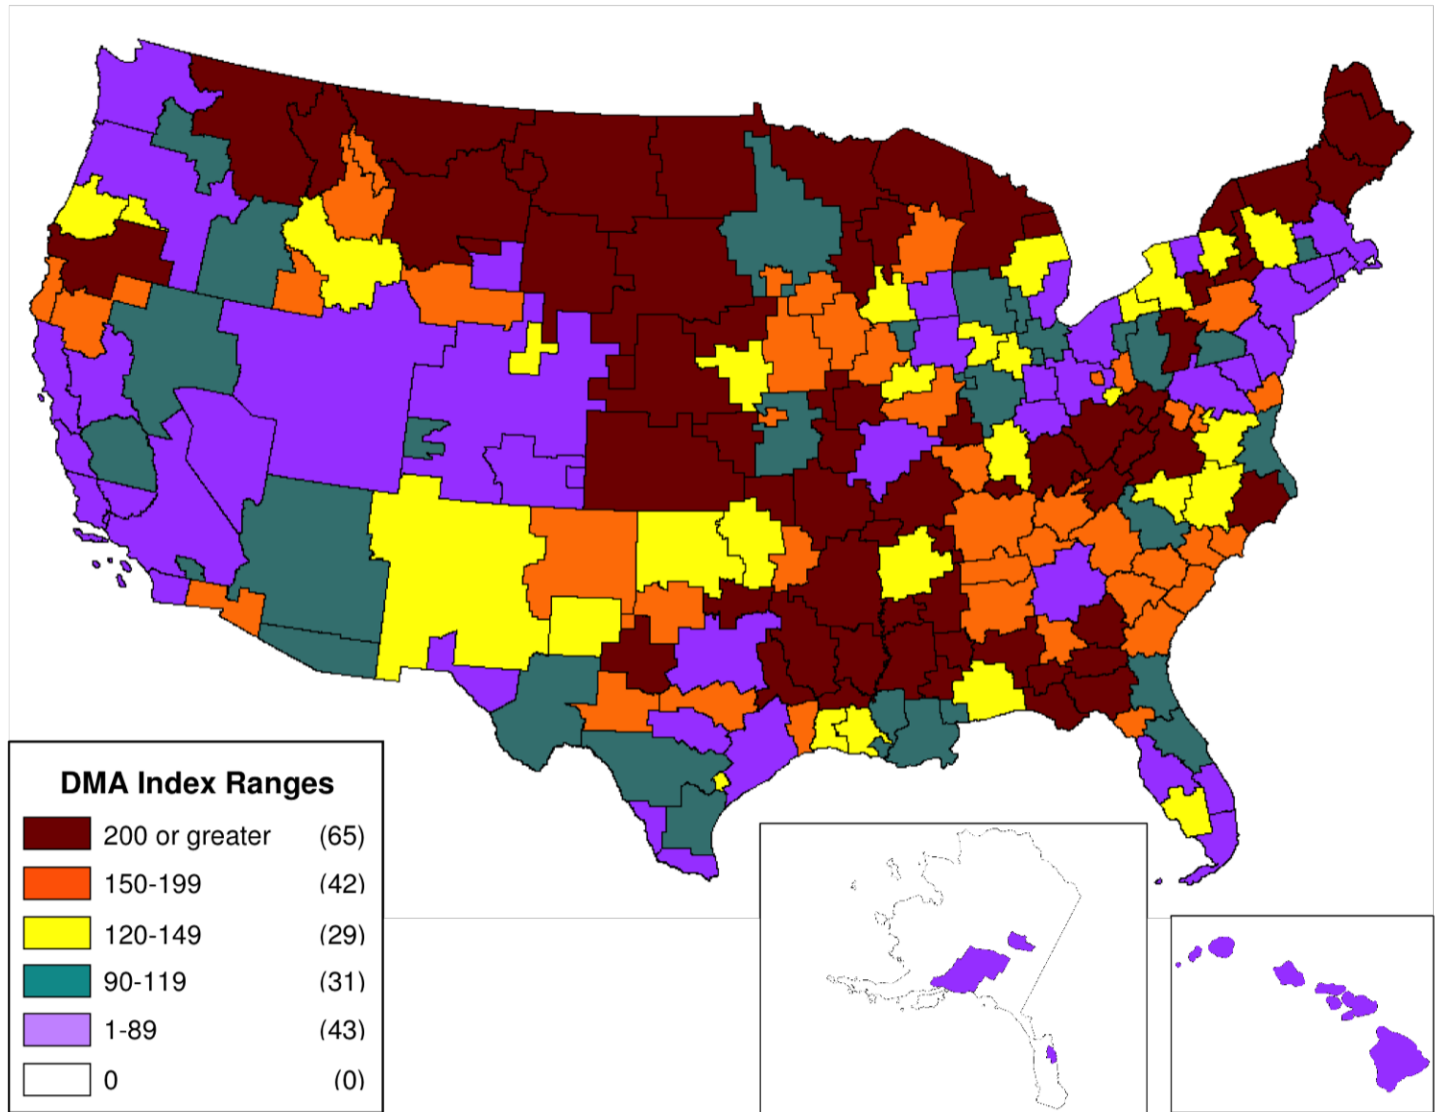 DMA Index Ranges
200 or greater (65)
150-199 (42)
120-149 (29)
90-119 (31)
1-89 (43)
0 (0)